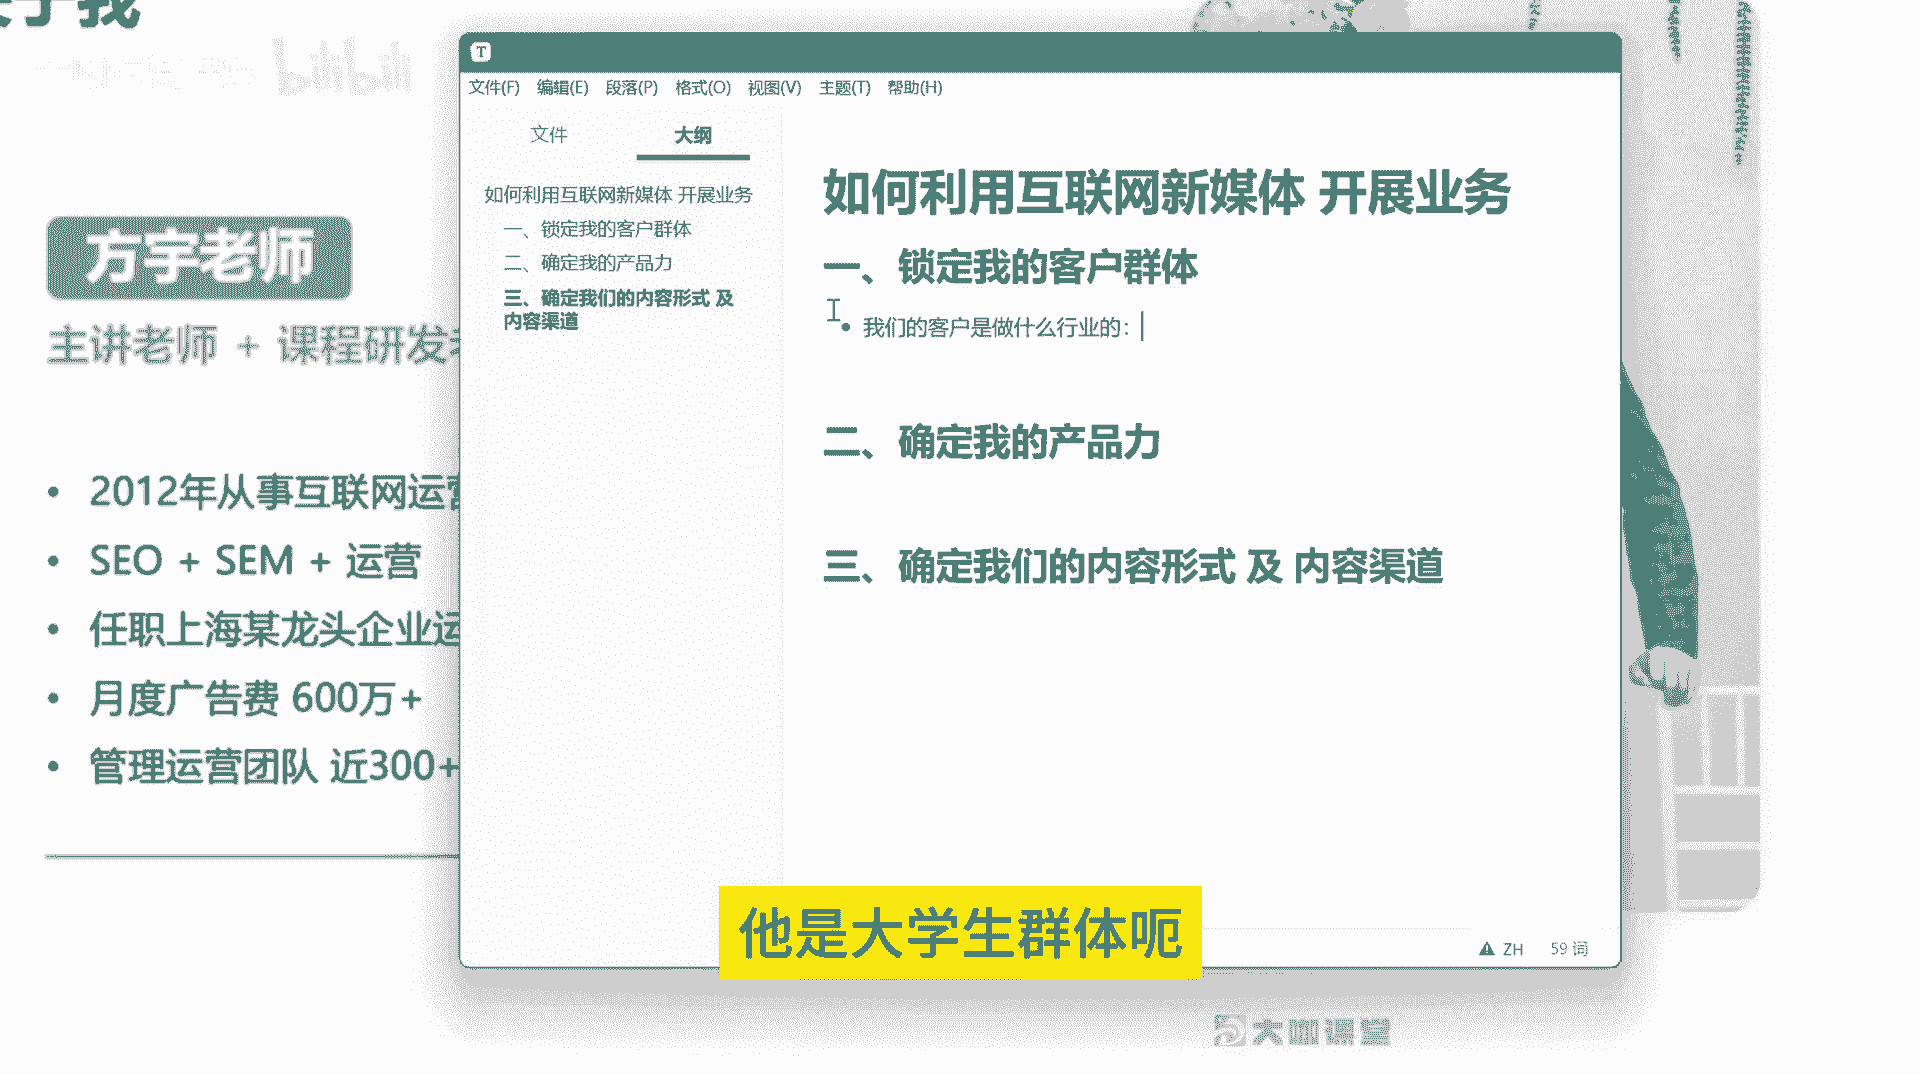 bilibili
方宇老师
主讲老师 + 课程研发
2012年从事互联网运营
SEO + SEM + 运营
任职上海某龙头企业运
月度广告费 600万+
管理运营团队 近300+
T
文件(F) 编辑(E) 段落(P) 格式(O) 视图(V) 主题(T) 帮助(H)
文件 大纲
如何利用互联网新媒体 开展业务
一、锁定我的客户群体
二、确定我的产品力
三、确定我们的内容形式 及
内容渠道
如何利用互联网新媒体 开展业务
一、锁定我的客户群体
我们的客户是做什么行业的：
二、确定我的产品力
三、确定我们的内容形式 及 内容渠道
ZH 59 词
他是大学生群体呃
大咖课堂